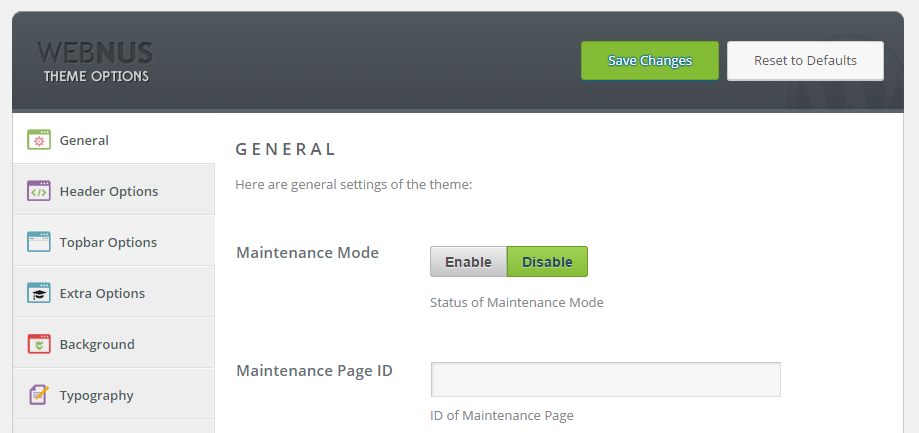 WEBNUS
THEME OPTIONS
Save Changes
Reset to Defaults
General
Header Options
Topbar Options
Extra Options
Background
Typography
GENERAL
Here are general settings of the theme:
Maintenance Mode
Enable
Disable
Status of Maintenance Mode
Maintenance Page ID
ID of Maintenance Page